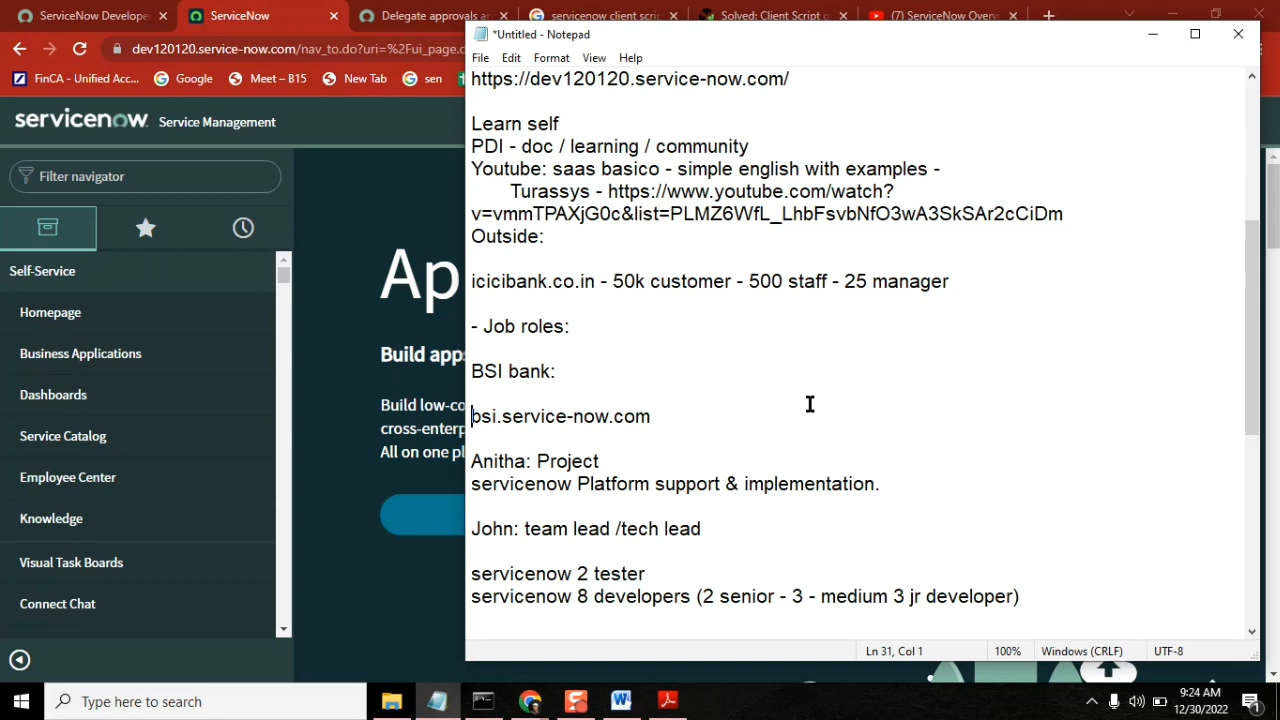 ServiceNow Developer
ServiceNow
Delegate approvals a
servicenow client scri
Solved: Client Script o
(7) ServiceNow Overv
dev120120.service-now.com/nav_to.do?uri=%2Fui_page.c
FinCA - Unified Acc...
Google
Meet – B15
New Tab
sen
servicenow. Service Management
Filter navigator
Self-Service
Homepage
Business Applications
Dashboards
Service Catalog
Employee Center
Knowledge
Visual Task Boards
Connect Chat
Ap
Build apps
Build low-co
cross-enterp
All on one pl
*Untitled - Notepad
File Edit Format View Help
https://dev120120.service-now.com/
Learn self
PDI - doc / learning / community
Youtube: saas basico - simple english with examples -
Turassys - https://www.youtube.com/watch?
v=vmmTPAXjG0c&list=PLMZ6WfL_LhbFsvbNfO3wA3SkSAr2cCiDm
Outside:
icicibank.co.in - 50k customer - 500 staff - 25 manager
- Job roles:
BSI bank:
bsi.service-now.com
Anitha: Project
servicenow Platform support & implementation.
John: team lead /tech lead
servicenow 2 tester
servicenow 8 developers (2 senior - 3 - medium 3 jr developer)
Ln 31, Col 1
100%
Windows (CRLF)
UTF-8
Type here to search
9:24 AM
12/30/2022